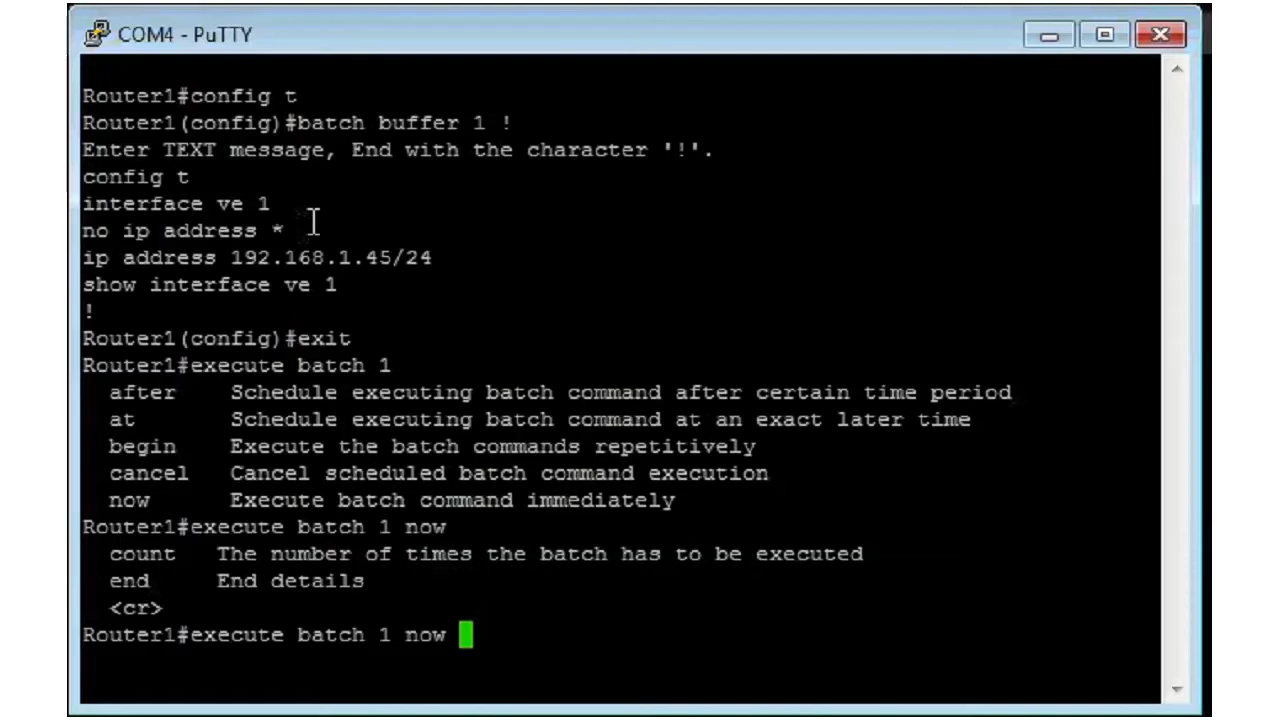 COM4 - PuTTY
Router1#config t
Router1(config)#batch buffer 1 !
Enter TEXT message, End with the character '!'.
config t
interface ve 1
no ip address *
ip address 192.168.1.45/24
show interface ve 1
!
Router1(config)#exit
Router1#execute batch 1
  after    Schedule executing batch command after certain time period
  at       Schedule executing batch command at an exact later time
  begin    Execute the batch commands repetitively
  cancel   Cancel scheduled batch command execution
  now      Execute batch command immediately
Router1#execute batch 1 now
  count   The number of times the batch has to be executed
  end     End details
  <cr>
Router1#execute batch 1 now